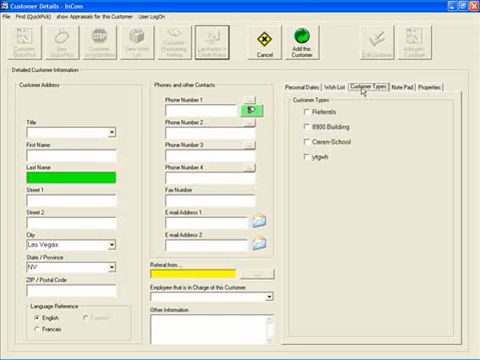 Customer Details - InCom
File Find (QuickPick) show Appraisals for this Customer User LogOn
Customer QuickPick
Cancel
Add this Customer
Edit Customer
Detailed Customer Information
Personal Dates Wish List Customer Types Note Pad Properties
Customer Address
Phones and other Contacts
Customer Types
Phone Number 1
Referrals
Title
Phone Number 2
8900 Building
First Name
Phone Number 3
Caren-School
Last Name
Phone Number 4
ytgwh
Street 1
Fax Number
Street 2
E-mail Address 1
City
E-mail Address 2
Las Vegas
State / Province
Referral from...
NV
ZIP / Postal Code
Employee that is in Charge of this Customer
Language Reference
Other Information
English
Francais